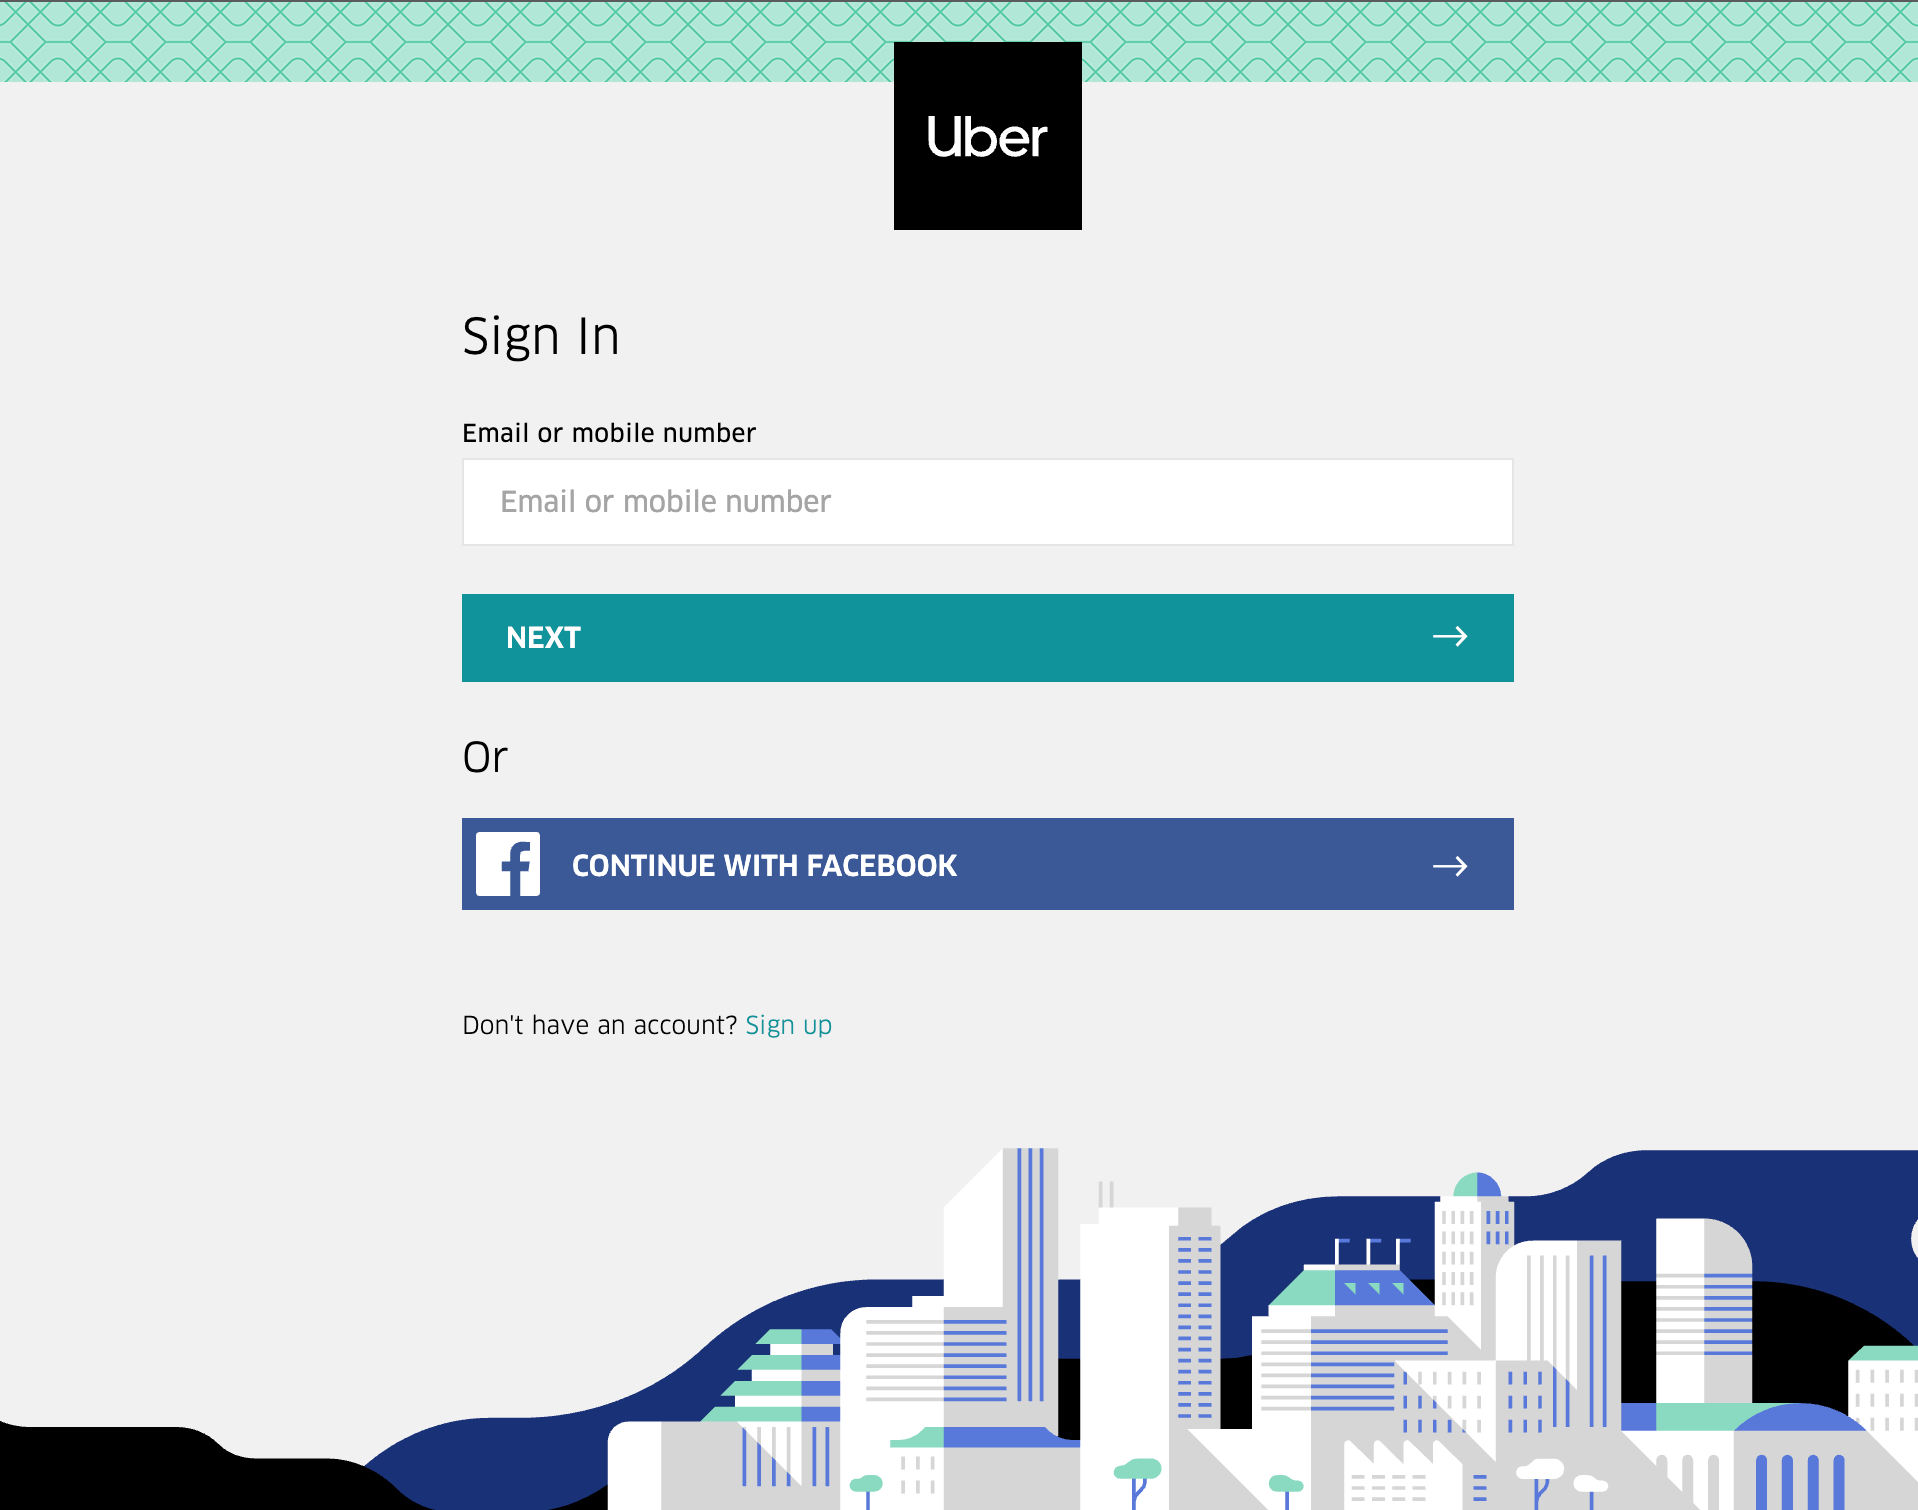 Uber
Sign In
Email or mobile number
Email or mobile number
NEXT
Or
CONTINUE WITH FACEBOOK
Don't have an account? Sign up